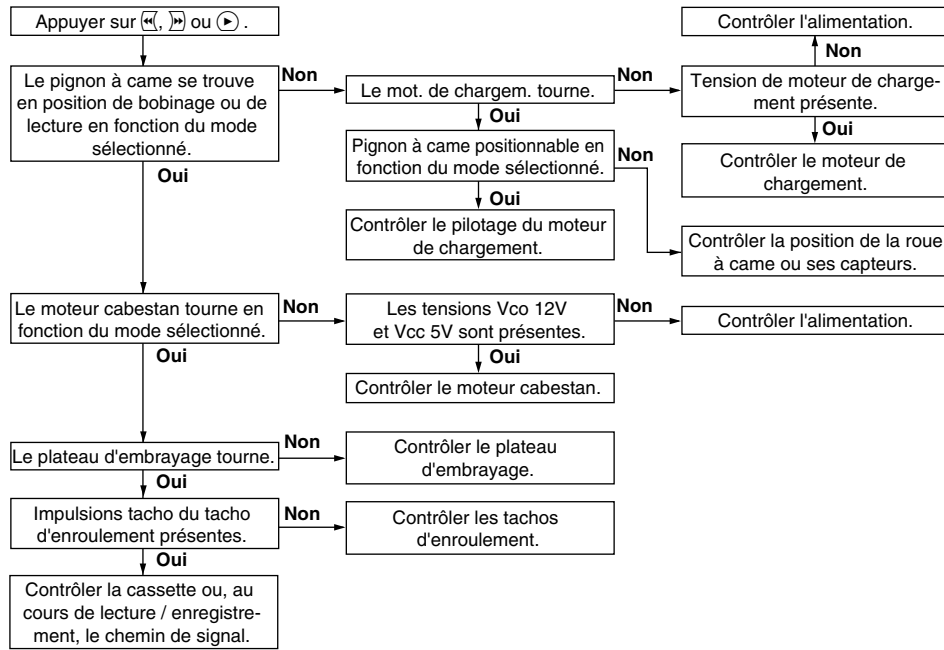 Appuyer sur ⏪, ⏩ ou ▶ .
Le pignon à came se trouve
en position de bobinage ou de
lecture en fonction du mode
sélectionné.
Non
Le mot. de chargem. tourne.
Non
Tension de moteur de charge-
ment présente.
Non
Contrôler l'alimentation.
Oui
Contrôler le moteur de
chargement.
Oui
Pignon à came positionnable en
fonction du mode sélectionné.
Non
Contrôler la position de la roue
à came ou ses capteurs.
Oui
Contrôler le pilotage du moteur
de chargement.
Oui
Le moteur cabestan tourne en
fonction du mode sélectionné.
Non
Les tensions Vco 12V
et Vcc 5V sont présentes.
Non
Contrôler l'alimentation.
Oui
Contrôler le moteur cabestan.
Oui
Le plateau d'embrayage tourne.
Non
Contrôler le plateau
d'embrayage.
Oui
Impulsions tacho du tacho
d'enroulement présentes.
Non
Contrôler les tachos
d'enroulement.
Oui
Contrôler la cassette ou, au
cours de lecture / enregistre-
ment, le chemin de signal.